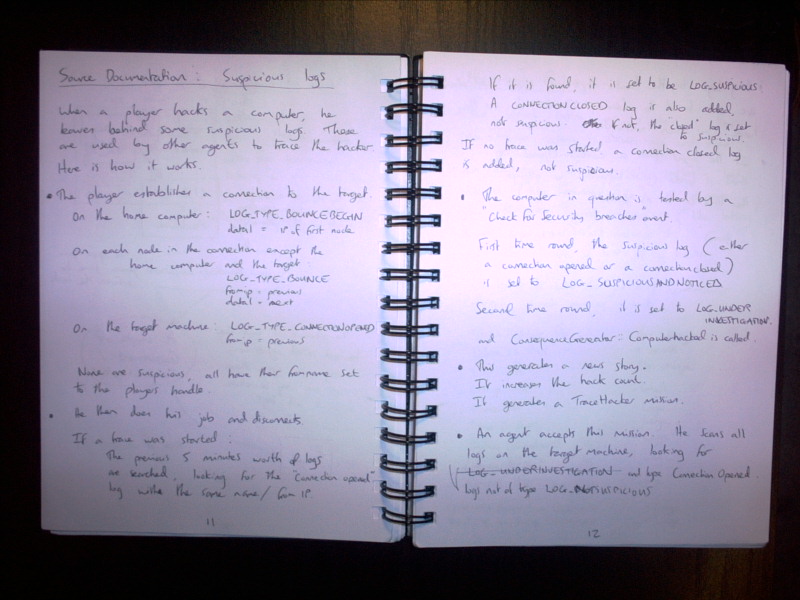 Source Documentation : Suspicious logs
When a player hacks a computer, he
leaves behind some suspicious logs. These
are used by other agents to trace the hacker.
Here is how it works.
• The player establishes a connection to the target.
On the home computer : LOG_TYPE_BOUNCEBEGIN
data1 = IP of first node
On each node in the connection except the
home computer and the target :
LOG_TYPE_BOUNCE
fromip = previous
data1 = next
On the target machine : LOG_TYPE_CONNECTIONOPENED
fromip = previous
None are suspicious, all have their fromname set
to the players handle.
• He then does his job and disconnects.
If a trace was started :
The previous 5 minutes worth of logs
are searched, looking for the "Connection opened"
log with the same name / from IP.
11
If it is found, it is set to be LOG_SUSPICIOUS.
A CONNECTIONCLOSED log is also added,
not suspicious. If not, the "closed" log is set
to suspicious.
If no trace was started a connection closed log
is added, not suspicious.
• The computer in question is tested by a
"Check for Security breaches" event.
First time round, the suspicious log ( either
a connection opened or a connection closed )
is set to LOG_SUSPICIOUSANDNOTICED
Second time round, it is set to LOG_UNDER
INVESTIGATION.
and ConsequenceGenerator::ComputerHacked is called.
• This generates a news story.
It increases the hack count.
It generates a TraceHacker mission.
• An agent accepts this mission. He scans all
logs on the target machine, looking for
LOG_UNDERINVESTIGATION and type Connection Opened.
logs not of type LOG_NOTSUSPICIOUS
12